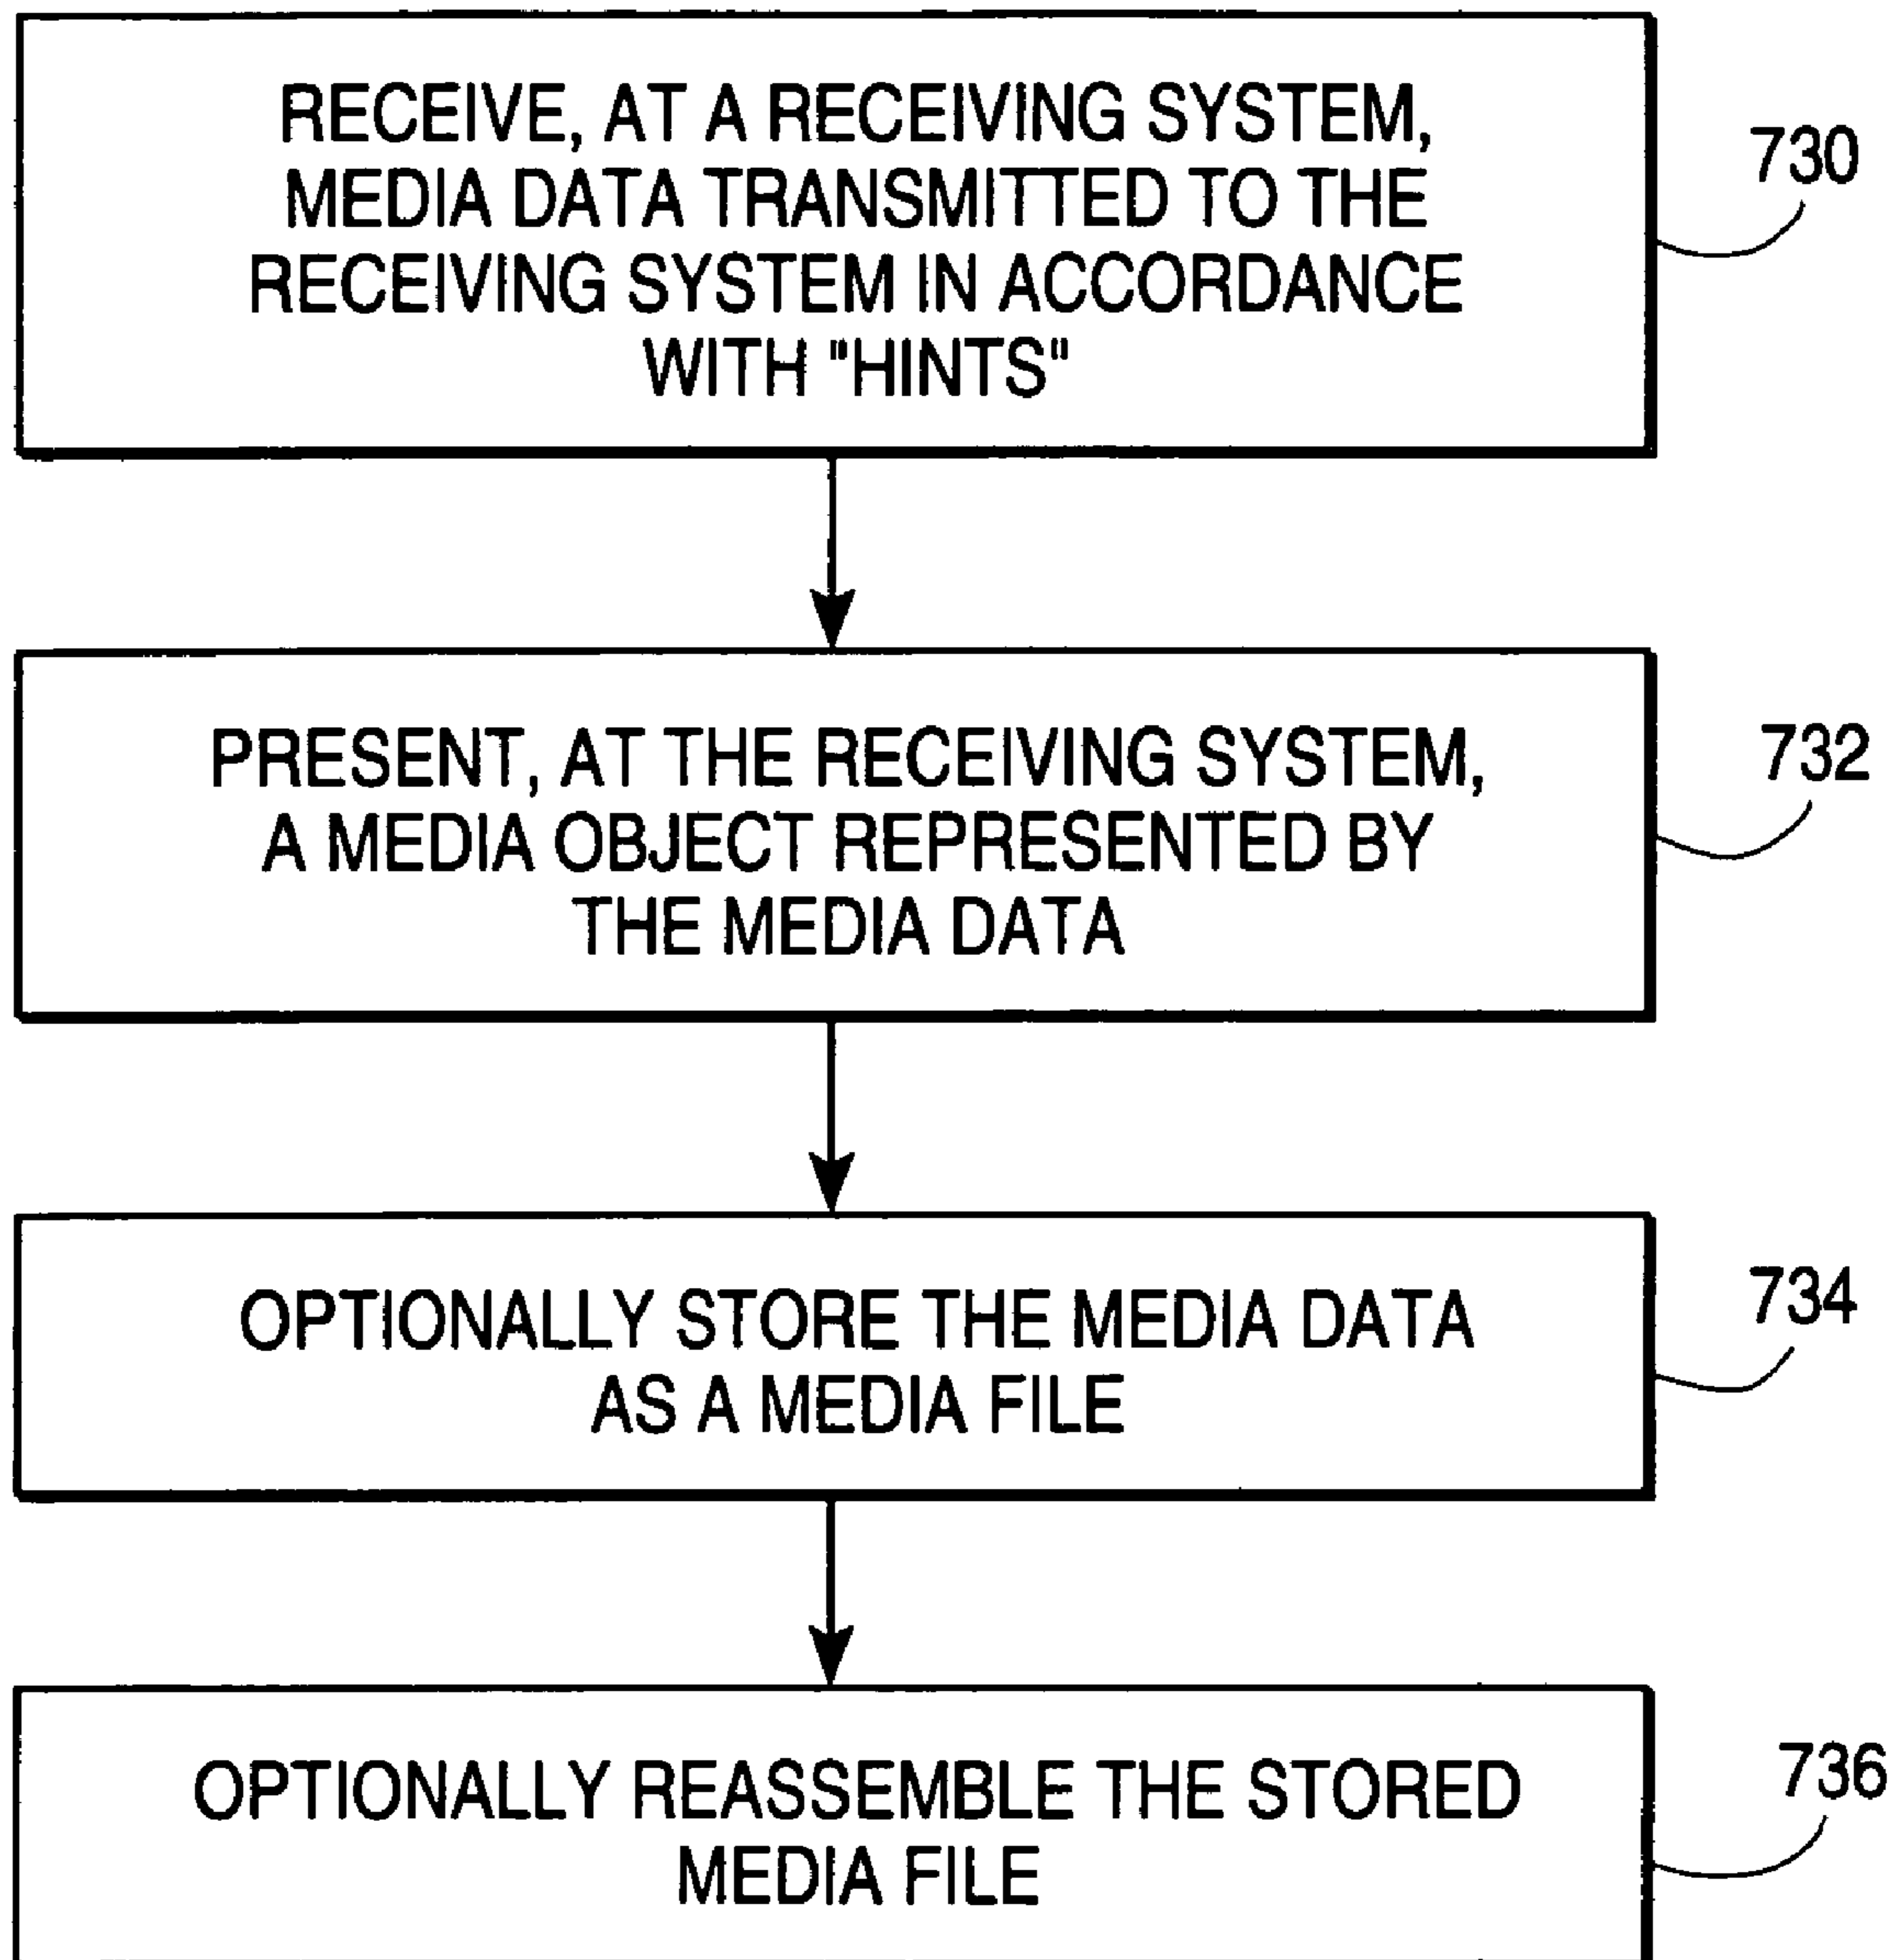 RECEIVE, AT A RECEIVING SYSTEM,
MEDIA DATA TRANSMITTED TO THE
RECEIVING SYSTEM IN ACCORDANCE
WITH "HINTS"
730
PRESENT, AT THE RECEIVING SYSTEM,
A MEDIA OBJECT REPRESENTED BY
THE MEDIA DATA
732
OPTIONALLY STORE THE MEDIA DATA
AS A MEDIA FILE
734
OPTIONALLY REASSEMBLE THE STORED
MEDIA FILE
736